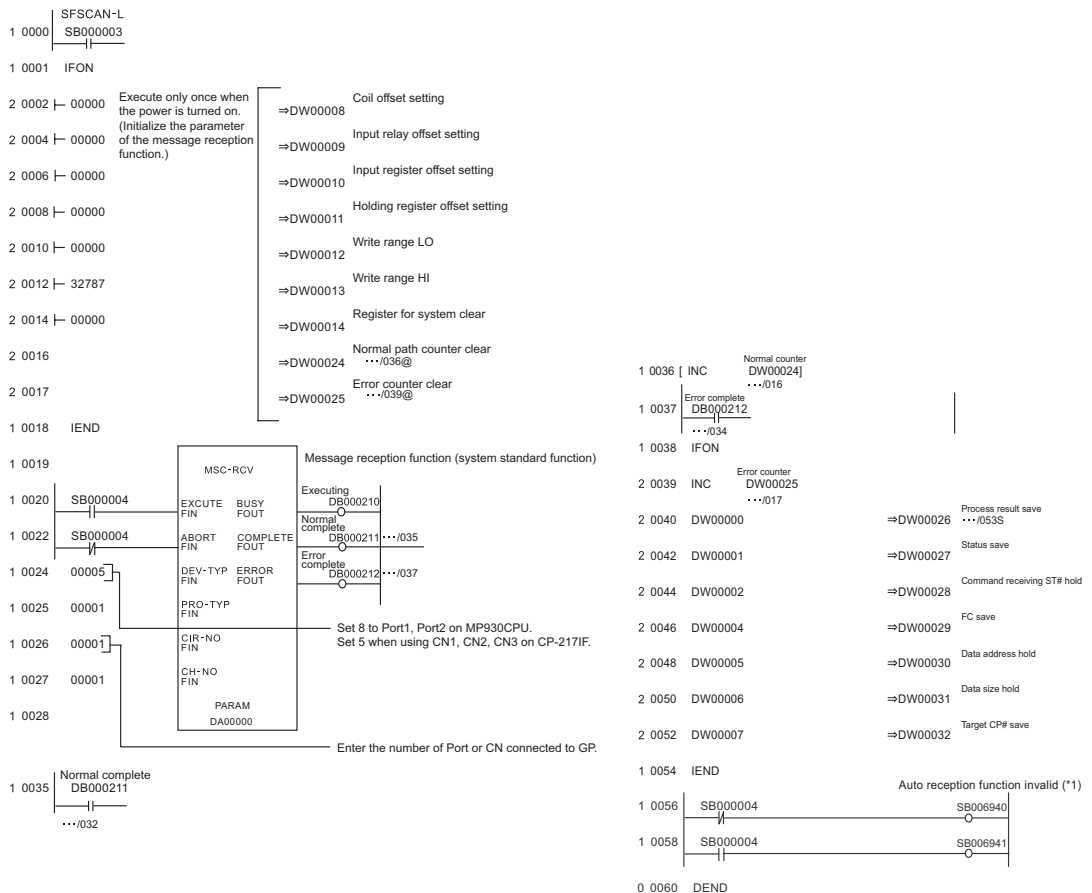 SFSCAN-L
1 0000 SB000003
1 0001 IFON
2 0002 00000 ⇒DW00008 Coil offset setting
Execute only once when
the power is turned on.
(Initialize the parameter
of the message reception
function.)
2 0004 00000 ⇒DW00009 Input relay offset setting
2 0006 00000 ⇒DW00010 Input register offset setting
2 0008 00000 ⇒DW00011 Holding register offset setting
2 0010 00000 ⇒DW00012 Write range LO
2 0012 32787 ⇒DW00013 Write range HI
2 0014 00000 ⇒DW00014 Register for system clear
2 0016 ⇒DW00024 Normal path counter clear
···/036@
2 0017 ⇒DW00025 Error counter clear
···/039@
1 0018 IEND
1 0019 MSC-RCV Message reception function (system standard function)
Executing
1 0020 SB000004 EXCUTE BUSY DB000210
FIN FOUT
Normal
complete
1 0022 SB000004 ABORT COMPLETE DB000211 ···/035
FIN FOUT
Error
complete
1 0024 00005 DEV-TYP ERROR DB000212 ···/037
FIN FOUT
1 0025 00001 PRO-TYP
FIN
Set 8 to Port1, Port2 on MP930CPU.
Set 5 when using CN1, CN2, CN3 on CP-217IF.
1 0026 00001 CIR-NO
FIN
1 0027 00001 CH-NO
FIN
1 0028 PARAM
DA00000
Enter the number of Port or CN connected to GP.
Normal complete
1 0035 DB000211
···/032
Normal counter
1 0036 [ INC DW00024]
···/016
Error complete
1 0037 DB000212
···/034
1 0038 IFON
Error counter
2 0039 INC DW00025
···/017
2 0040 DW00000 ⇒DW00026 Process result save
···/053S
2 0042 DW00001 ⇒DW00027 Status save
2 0044 DW00002 ⇒DW00028 Command receiving ST# hold
2 0046 DW00004 ⇒DW00029 FC save
2 0048 DW00005 ⇒DW00030 Data address hold
2 0050 DW00006 ⇒DW00031 Data size hold
2 0052 DW00007 ⇒DW00032 Target CP# save
1 0054 IEND
Auto reception function invalid (*1)
1 0056 SB000004 SB006940
1 0058 SB000004 SB006941
0 0060 DEND